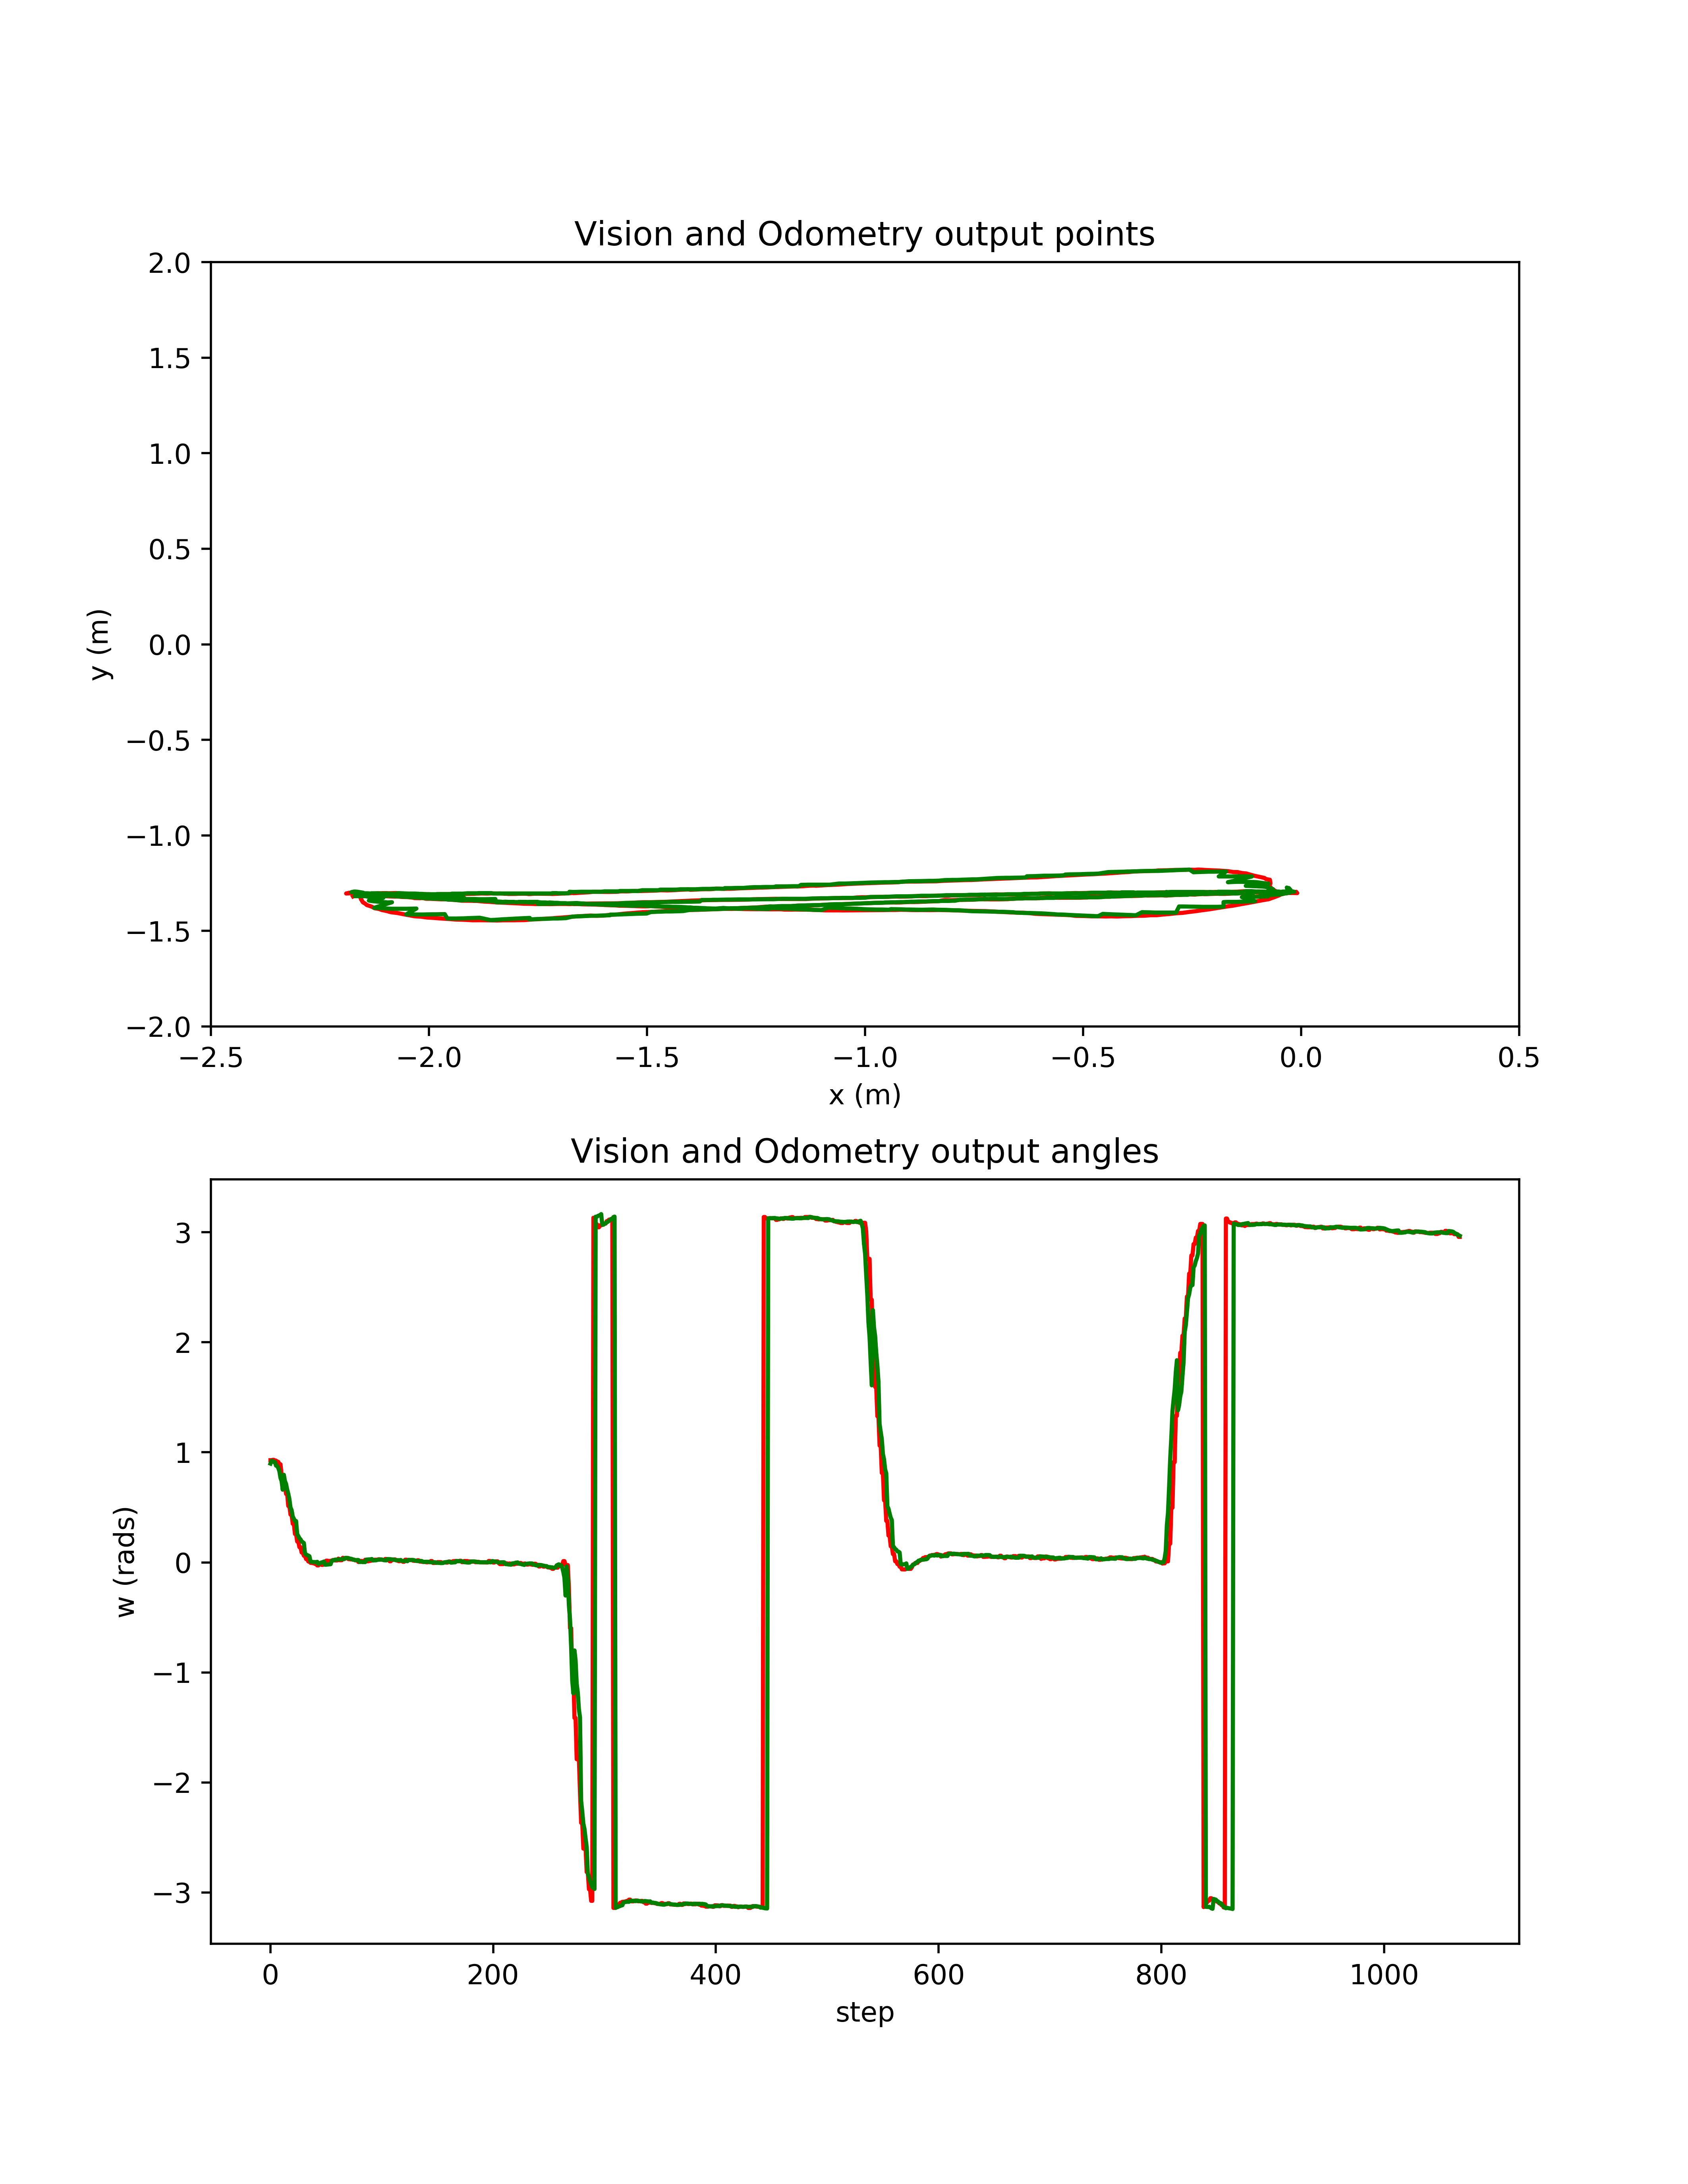 Vision and Odometry output points
2.0
1.5
1.0
0.5
0.0
−0.5
−1.0
−1.5
−2.0
y (m)
−2.5 −2.0 −1.5 −1.0 −0.5 0.0 0.5
x (m)
Vision and Odometry output angles
3
2
1
0
−1
−2
−3
w (rads)
0 200 400 600 800 1000
step